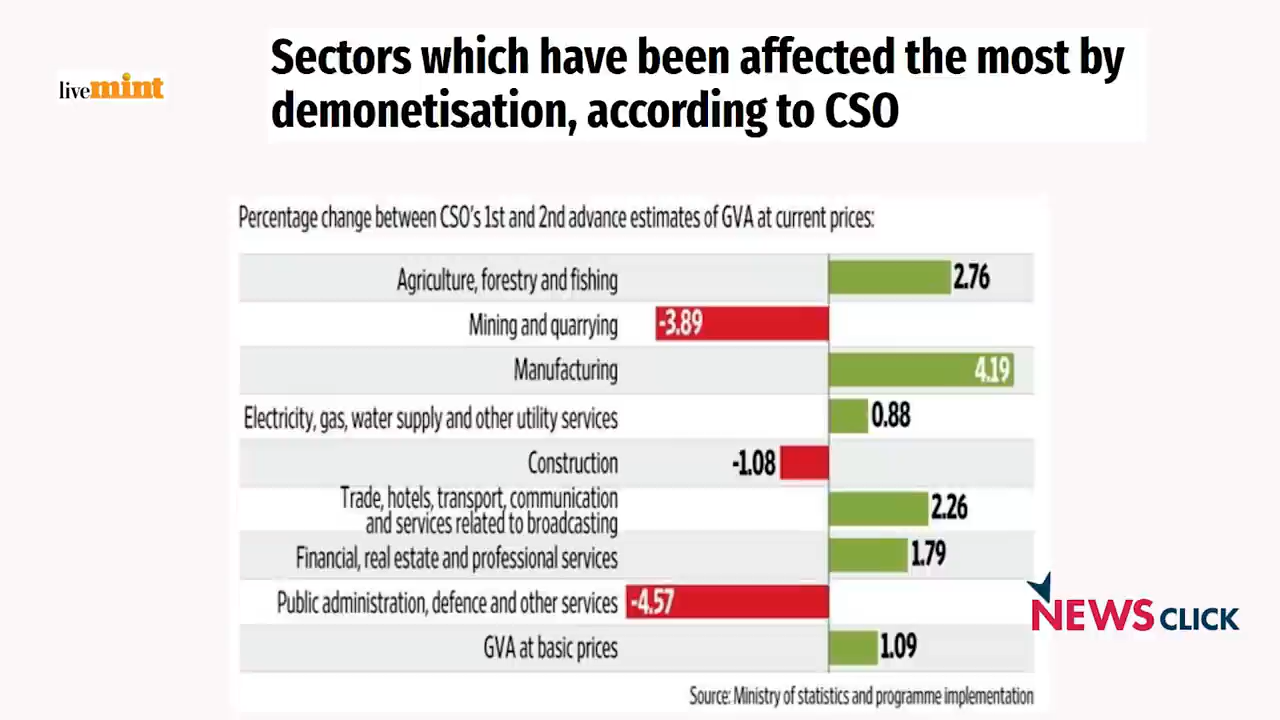 livemint
Sectors which have been affected the most by
demonetisation, according to CSO
Percentage change between CSO's 1st and 2nd advance estimates of GVA at current prices:
Agriculture, forestry and fishing 2.76
Mining and quarrying -3.89
Manufacturing 4.19
Electricity, gas, water supply and other utility services 0.88
Construction -1.08
Trade, hotels, transport, communication
and services related to broadcasting 2.26
Financial, real estate and professional services 1.79
Public administration, defence and other services -4.57
GVA at basic prices 1.09
NEWSCLICK
Source: Ministry of statistics and programme implementation